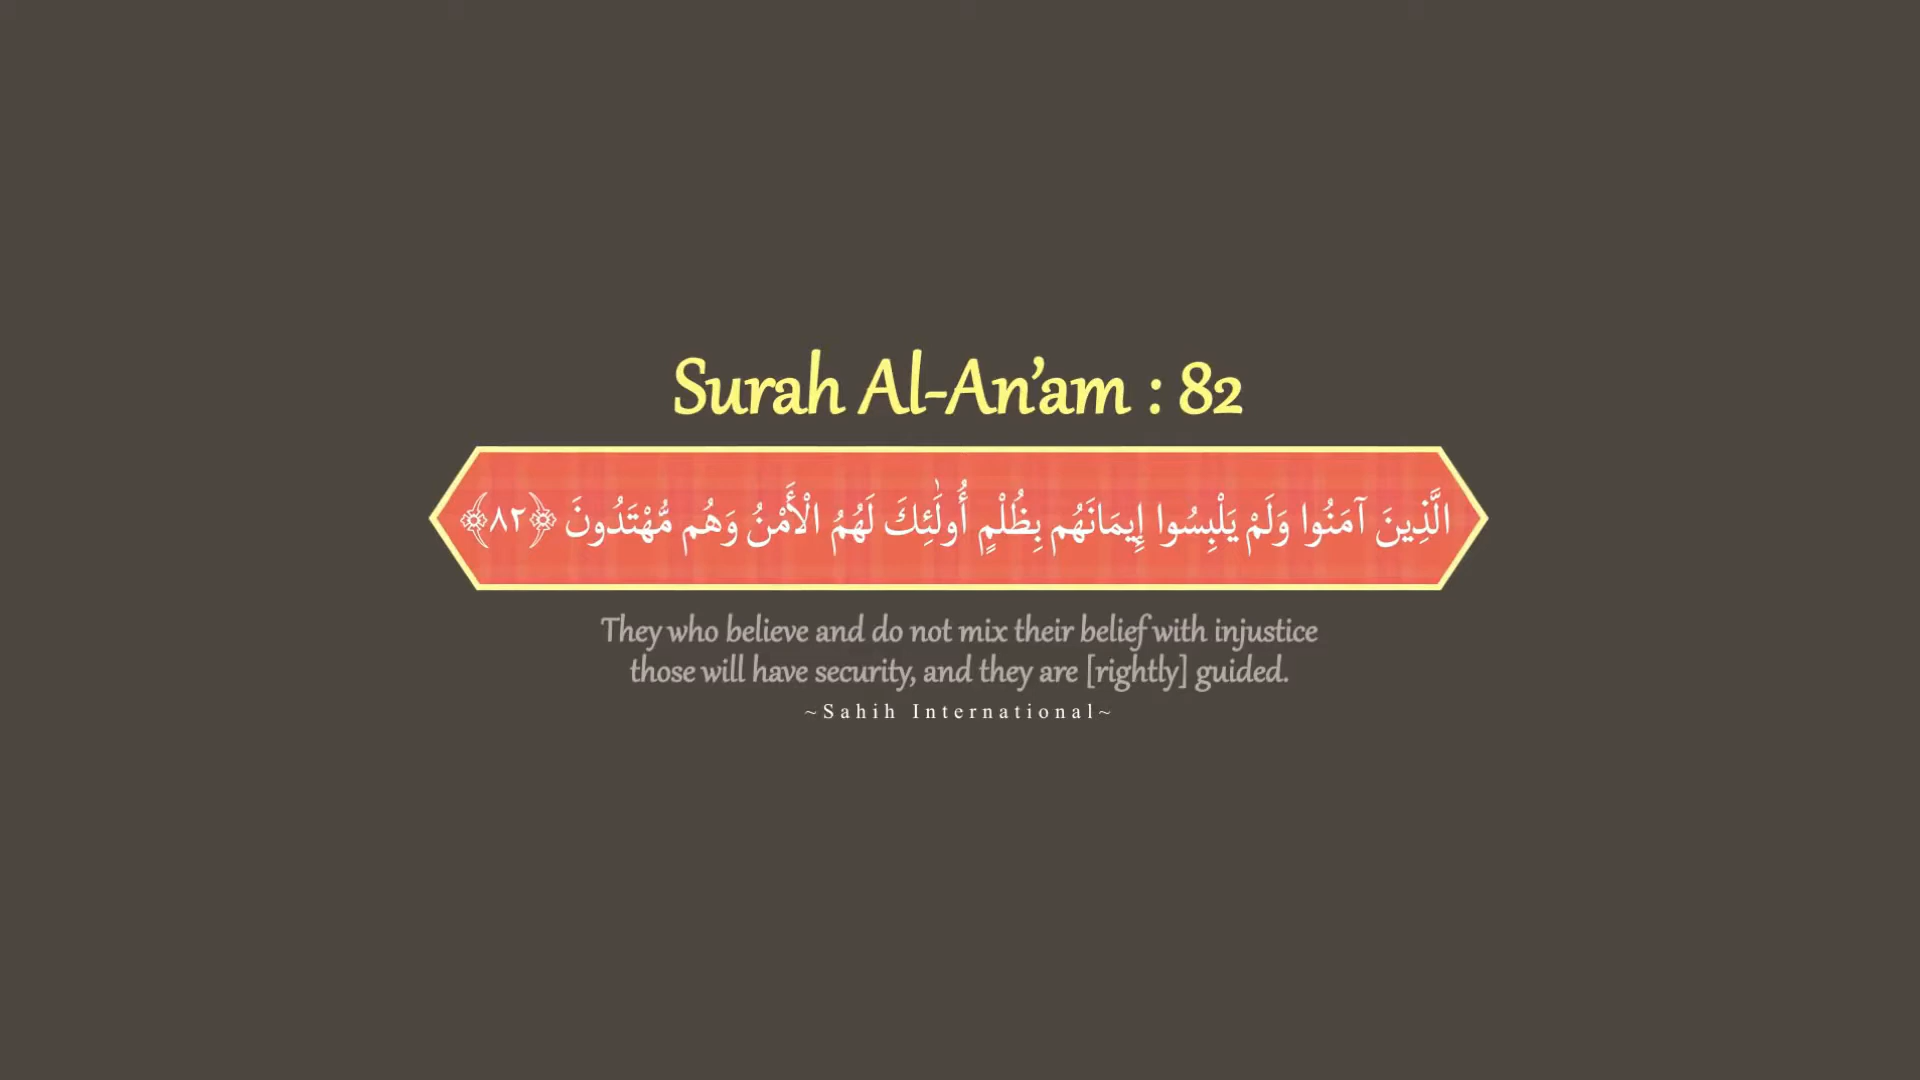 Surah Al-An’am : 82
الَّذِينَ آمَنُوا وَلَمْ يَلْبِسُوا إِيمَانَهُم بِظُلْمٍ أُولَٰئِكَ لَهُمُ الْأَمْنُ وَهُم مُّهْتَدُونَ ﴿٨٢﴾
They who believe and do not mix their belief with injustice
those will have security, and they are [rightly] guided.
~Sahih International~